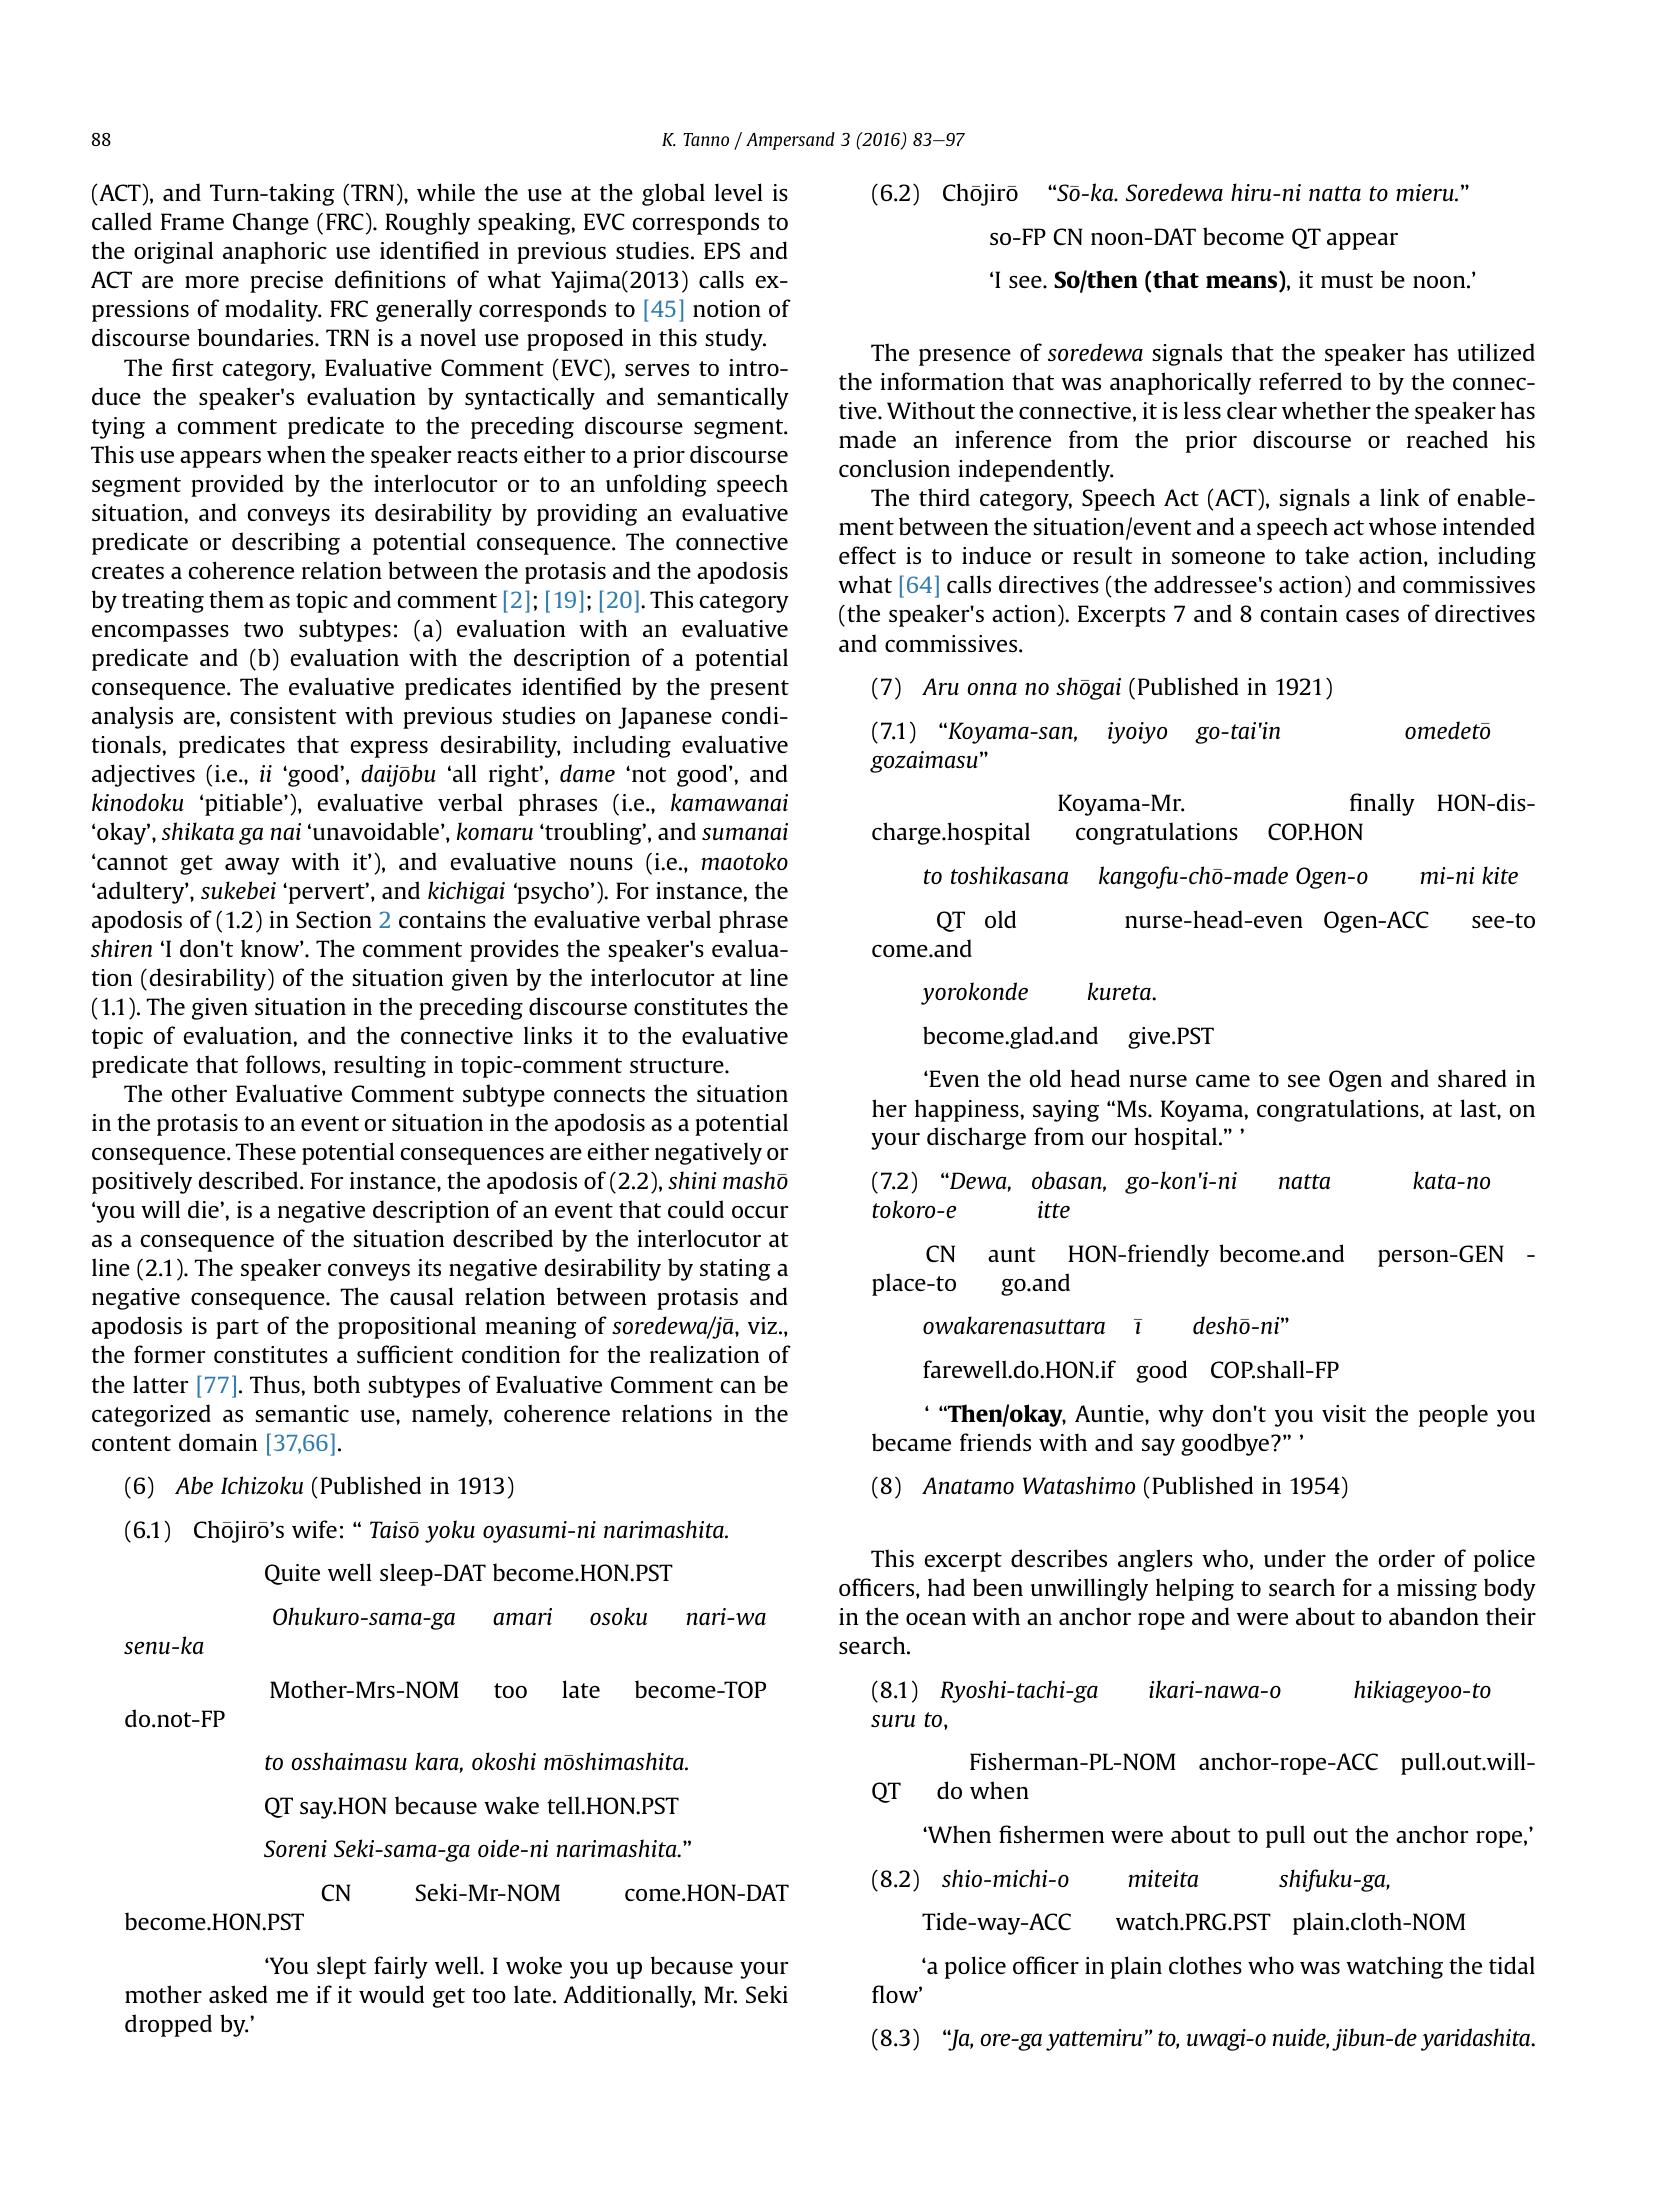 88
K. Tanno / Ampersand 3 (2016) 83–97
(ACT), and Turn-taking (TRN), while the use at the global level is
called Frame Change (FRC). Roughly speaking, EVC corresponds to
the original anaphoric use identified in previous studies. EPS and
ACT are more precise definitions of what Yajima(2013) calls ex-
pressions of modality. FRC generally corresponds to [45] notion of
discourse boundaries. TRN is a novel use proposed in this study.
The first category, Evaluative Comment (EVC), serves to intro-
duce the speaker's evaluation by syntactically and semantically
tying a comment predicate to the preceding discourse segment.
This use appears when the speaker reacts either to a prior discourse
segment provided by the interlocutor or to an unfolding speech
situation, and conveys its desirability by providing an evaluative
predicate or describing a potential consequence. The connective
creates a coherence relation between the protasis and the apodosis
by treating them as topic and comment [2]; [19]; [20]. This category
encompasses two subtypes: (a) evaluation with an evaluative
predicate and (b) evaluation with the description of a potential
consequence. The evaluative predicates identified by the present
analysis are, consistent with previous studies on Japanese condi-
tionals, predicates that express desirability, including evaluative
adjectives (i.e., ii ‘good’, daijōbu ‘all right’, dame ‘not good’, and
kinodoku ‘pitiable’), evaluative verbal phrases (i.e., kamawanai
‘okay’, shikata ga nai ‘unavoidable’, komaru ‘troubling’, and sumanai
‘cannot get away with it’), and evaluative nouns (i.e., maotoko
‘adultery’, sukebei ‘pervert’, and kichigai ‘psycho’). For instance, the
apodosis of (1.2) in Section 2 contains the evaluative verbal phrase
shiren ‘I don't know’. The comment provides the speaker's evalua-
tion (desirability) of the situation given by the interlocutor at line
(1.1). The given situation in the preceding discourse constitutes the
topic of evaluation, and the connective links it to the evaluative
predicate that follows, resulting in topic-comment structure.
The other Evaluative Comment subtype connects the situation
in the protasis to an event or situation in the apodosis as a potential
consequence. These potential consequences are either negatively or
positively described. For instance, the apodosis of (2.2), shini mashō
‘you will die’, is a negative description of an event that could occur
as a consequence of the situation described by the interlocutor at
line (2.1). The speaker conveys its negative desirability by stating a
negative consequence. The causal relation between protasis and
apodosis is part of the propositional meaning of soredewa/jā, viz.,
the former constitutes a sufficient condition for the realization of
the latter [77]. Thus, both subtypes of Evaluative Comment can be
categorized as semantic use, namely, coherence relations in the
content domain [37,66].
(6) Abe Ichizoku (Published in 1913)
(6.1) Chōjirō’s wife: “ Taisō yoku oyasumi-ni narimashita.
Quite well sleep-DAT become.HON.PST
Ohukuro-sama-ga amari osoku nari-wa
senu-ka
Mother-Mrs-NOM too late become-TOP
do.not-FP
to osshaimasu kara, okoshi mōshimashita.
QT say.HON because wake tell.HON.PST
Soreni Seki-sama-ga oide-ni narimashita.”
CN Seki-Mr-NOM come.HON-DAT
become.HON.PST
‘You slept fairly well. I woke you up because your
mother asked me if it would get too late. Additionally, Mr. Seki
dropped by.’
(6.2) Chōjirō “Sō-ka. Soredewa hiru-ni natta to mieru.”
so-FP CN noon-DAT become QT appear
‘I see. So/then (that means), it must be noon.’
The presence of soredewa signals that the speaker has utilized
the information that was anaphorically referred to by the connec-
tive. Without the connective, it is less clear whether the speaker has
made an inference from the prior discourse or reached his
conclusion independently.
The third category, Speech Act (ACT), signals a link of enable-
ment between the situation/event and a speech act whose intended
effect is to induce or result in someone to take action, including
what [64] calls directives (the addressee's action) and commissives
(the speaker's action). Excerpts 7 and 8 contain cases of directives
and commissives.
(7) Aru onna no shōgai (Published in 1921)
(7.1) “Koyama-san, iyoiyo go-tai'in omedetō
gozaimasu”
Koyama-Mr. finally HON-dis-
charge.hospital congratulations COP.HON
to toshikasana kangofu-chō-made Ogen-o mi-ni kite
QT old nurse-head-even Ogen-ACC see-to
come.and
yorokonde kureta.
become.glad.and give.PST
‘Even the old head nurse came to see Ogen and shared in
her happiness, saying “Ms. Koyama, congratulations, at last, on
your discharge from our hospital.” ’
(7.2) “Dewa, obasan, go-kon'i-ni natta kata-no
tokoro-e itte
CN aunt HON-friendly become.and person-GEN -
place-to go.and
owakarenasuttara ī deshō-ni”
farewell.do.HON.if good COP.shall-FP
‘ “Then/okay, Auntie, why don't you visit the people you
became friends with and say goodbye?” ’
(8) Anatamo Watashimo (Published in 1954)
This excerpt describes anglers who, under the order of police
officers, had been unwillingly helping to search for a missing body
in the ocean with an anchor rope and were about to abandon their
search.
(8.1) Ryoshi-tachi-ga ikari-nawa-o hikiageyoo-to
suru to,
Fisherman-PL-NOM anchor-rope-ACC pull.out.will-
QT do when
‘When fishermen were about to pull out the anchor rope,’
(8.2) shio-michi-o miteita shifuku-ga,
Tide-way-ACC watch.PRG.PST plain.cloth-NOM
‘a police officer in plain clothes who was watching the tidal
flow’
(8.3) “Ja, ore-ga yattemiru” to, uwagi-o nuide, jibun-de yaridashita.